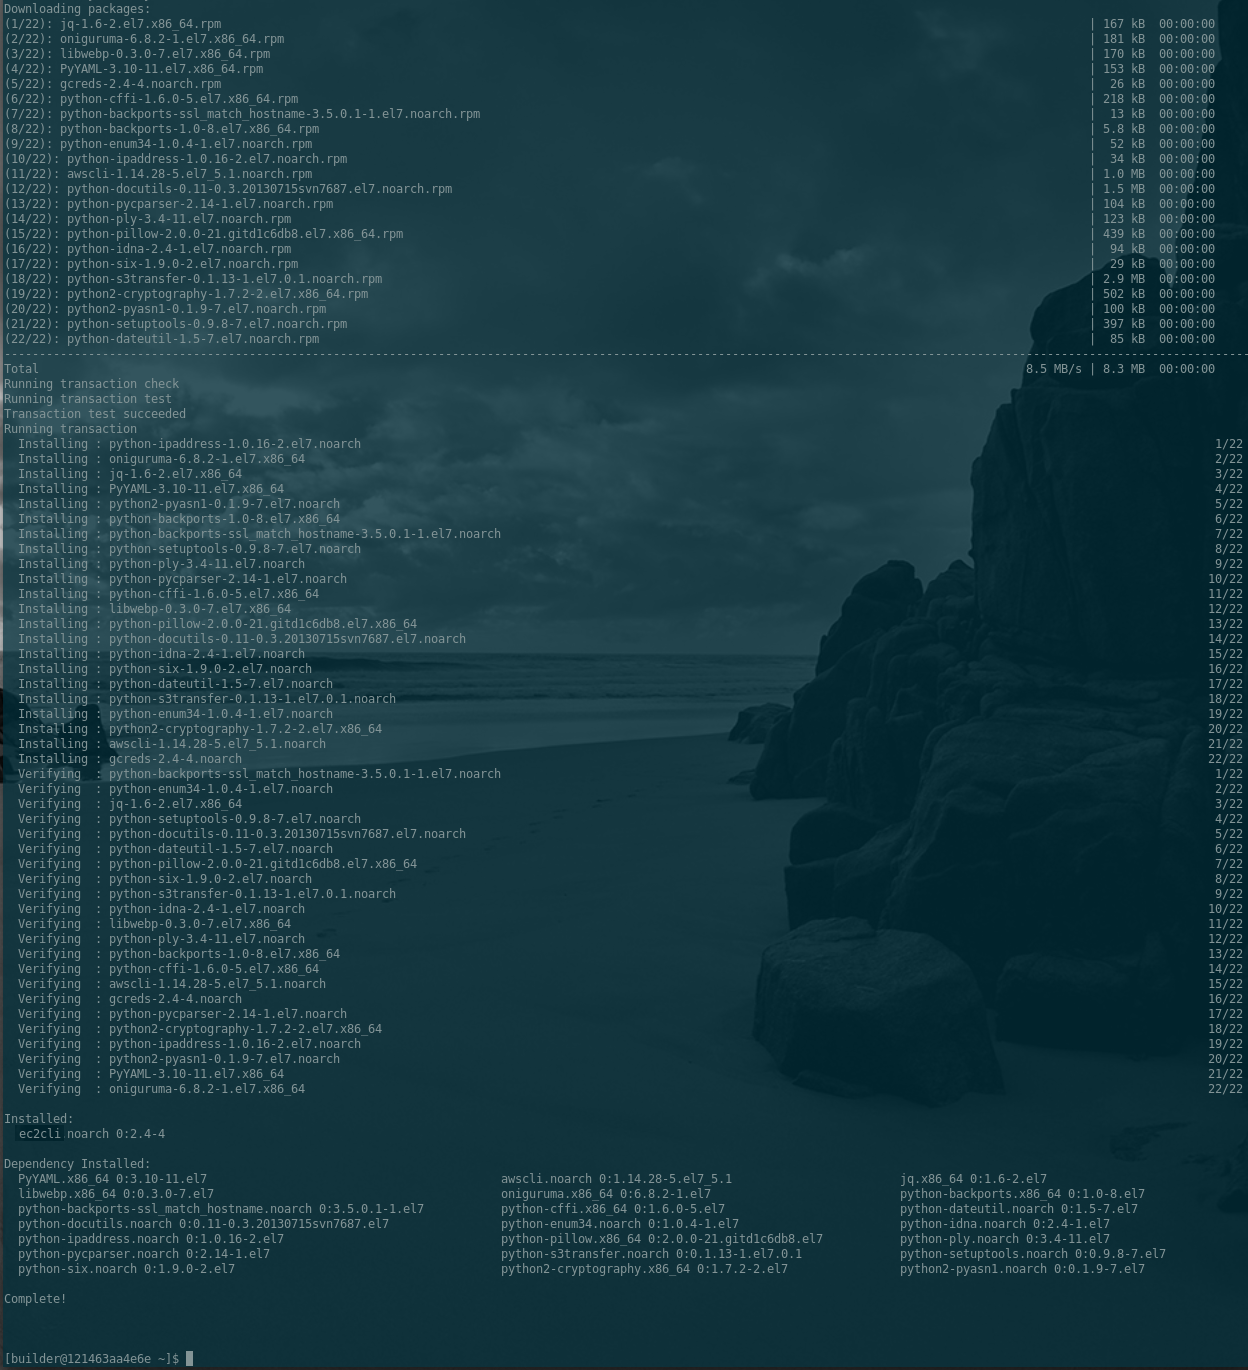 Downloading packages:
(1/22): jq-1.6-2.el7.x86_64.rpm | 167 kB 00:00:00
(2/22): oniguruma-6.8.2-1.el7.x86_64.rpm | 181 kB 00:00:00
(3/22): libwebp-0.3.0-7.el7.x86_64.rpm | 170 kB 00:00:00
(4/22): PyYAML-3.10-11.el7.x86_64.rpm | 153 kB 00:00:00
(5/22): gcreds-2.4-4.noarch.rpm | 26 kB 00:00:00
(6/22): python-cffi-1.6.0-5.el7.x86_64.rpm | 218 kB 00:00:00
(7/22): python-backports-ssl_match_hostname-3.5.0.1-1.el7.noarch.rpm | 13 kB 00:00:00
(8/22): python-backports-1.0-8.el7.x86_64.rpm | 5.8 kB 00:00:00
(9/22): python-enum34-1.0.4-1.el7.noarch.rpm | 52 kB 00:00:00
(10/22): python-ipaddress-1.0.16-2.el7.noarch.rpm | 34 kB 00:00:00
(11/22): awscli-1.14.28-5.el7_5.1.noarch.rpm | 1.0 MB 00:00:00
(12/22): python-docutils-0.11-0.3.20130715svn7687.el7.noarch.rpm | 1.5 MB 00:00:00
(13/22): python-pycparser-2.14-1.el7.noarch.rpm | 104 kB 00:00:00
(14/22): python-ply-3.4-11.el7.noarch.rpm | 123 kB 00:00:00
(15/22): python-pillow-2.0.0-21.gitd1c6db8.el7.x86_64.rpm | 439 kB 00:00:00
(16/22): python-idna-2.4-1.el7.noarch.rpm | 94 kB 00:00:00
(17/22): python-six-1.9.0-2.el7.noarch.rpm | 29 kB 00:00:00
(18/22): python-s3transfer-0.1.13-1.el7.0.1.noarch.rpm | 2.9 MB 00:00:00
(19/22): python2-cryptography-1.7.2-2.el7.x86_64.rpm | 502 kB 00:00:00
(20/22): python2-pyasn1-0.1.9-7.el7.noarch.rpm | 100 kB 00:00:00
(21/22): python-setuptools-0.9.8-7.el7.noarch.rpm | 397 kB 00:00:00
(22/22): python-dateutil-1.5-7.el7.noarch.rpm | 85 kB 00:00:00
--------------------------------------------------------------------------------
Total 8.5 MB/s | 8.3 MB 00:00:00
Running transaction check
Running transaction test
Transaction test succeeded
Running transaction
Installing : python-ipaddress-1.0.16-2.el7.noarch 1/22
Installing : oniguruma-6.8.2-1.el7.x86_64 2/22
Installing : jq-1.6-2.el7.x86_64 3/22
Installing : PyYAML-3.10-11.el7.x86_64 4/22
Installing : python2-pyasn1-0.1.9-7.el7.noarch 5/22
Installing : python-backports-1.0-8.el7.x86_64 6/22
Installing : python-backports-ssl_match_hostname-3.5.0.1-1.el7.noarch 7/22
Installing : python-setuptools-0.9.8-7.el7.noarch 8/22
Installing : python-ply-3.4-11.el7.noarch 9/22
Installing : python-pycparser-2.14-1.el7.noarch 10/22
Installing : python-cffi-1.6.0-5.el7.x86_64 11/22
Installing : libwebp-0.3.0-7.el7.x86_64 12/22
Installing : python-pillow-2.0.0-21.gitd1c6db8.el7.x86_64 13/22
Installing : python-docutils-0.11-0.3.20130715svn7687.el7.noarch 14/22
Installing : python-idna-2.4-1.el7.noarch 15/22
Installing : python-six-1.9.0-2.el7.noarch 16/22
Installing : python-dateutil-1.5-7.el7.noarch 17/22
Installing : python-s3transfer-0.1.13-1.el7.0.1.noarch 18/22
Installing : python-enum34-1.0.4-1.el7.noarch 19/22
Installing : python2-cryptography-1.7.2-2.el7.x86_64 20/22
Installing : awscli-1.14.28-5.el7_5.1.noarch 21/22
Installing : gcreds-2.4-4.noarch 22/22
Verifying : python-backports-ssl_match_hostname-3.5.0.1-1.el7.noarch 1/22
Verifying : python-enum34-1.0.4-1.el7.noarch 2/22
Verifying : jq-1.6-2.el7.x86_64 3/22
Verifying : python-setuptools-0.9.8-7.el7.noarch 4/22
Verifying : python-docutils-0.11-0.3.20130715svn7687.el7.noarch 5/22
Verifying : python-dateutil-1.5-7.el7.noarch 6/22
Verifying : python-pillow-2.0.0-21.gitd1c6db8.el7.x86_64 7/22
Verifying : python-six-1.9.0-2.el7.noarch 8/22
Verifying : python-s3transfer-0.1.13-1.el7.0.1.noarch 9/22
Verifying : python-idna-2.4-1.el7.noarch 10/22
Verifying : libwebp-0.3.0-7.el7.x86_64 11/22
Verifying : python-ply-3.4-11.el7.noarch 12/22
Verifying : python-backports-1.0-8.el7.x86_64 13/22
Verifying : python-cffi-1.6.0-5.el7.x86_64 14/22
Verifying : awscli-1.14.28-5.el7_5.1.noarch 15/22
Verifying : gcreds-2.4-4.noarch 16/22
Verifying : python-pycparser-2.14-1.el7.noarch 17/22
Verifying : python2-cryptography-1.7.2-2.el7.x86_64 18/22
Verifying : python-ipaddress-1.0.16-2.el7.noarch 19/22
Verifying : python2-pyasn1-0.1.9-7.el7.noarch 20/22
Verifying : PyYAML-3.10-11.el7.x86_64 21/22
Verifying : oniguruma-6.8.2-1.el7.x86_64 22/22
Installed:
ec2cli noarch 0:2.4-4
Dependency Installed:
PyYAML.x86_64 0:3.10-11.el7 awscli.noarch 0:1.14.28-5.el7_5.1 jq.x86_64 0:1.6-2.el7
libwebp.x86_64 0:0.3.0-7.el7 oniguruma.x86_64 0:6.8.2-1.el7 python-backports.x86_64 0:1.0-8.el7
python-backports-ssl_match_hostname.noarch 0:3.5.0.1-1.el7 python-cffi.x86_64 0:1.6.0-5.el7 python-dateutil.noarch 0:1.5-7.el7
python-docutils.noarch 0:0.11-0.3.20130715svn7687.el7 python-enum34.noarch 0:1.0.4-1.el7 python-idna.noarch 0:2.4-1.el7
python-ipaddress.noarch 0:1.0.16-2.el7 python-pillow.x86_64 0:2.0.0-21.gitd1c6db8.el7 python-ply.noarch 0:3.4-11.el7
python-pycparser.noarch 0:2.14-1.el7 python-s3transfer.noarch 0:0.1.13-1.el7.0.1 python-setuptools.noarch 0:0.9.8-7.el7
python-six.noarch 0:1.9.0-2.el7 python2-cryptography.x86_64 0:1.7.2-2.el7 python2-pyasn1.noarch 0:0.1.9-7.el7
Complete!
[builder@121463aa4e6e ~]$